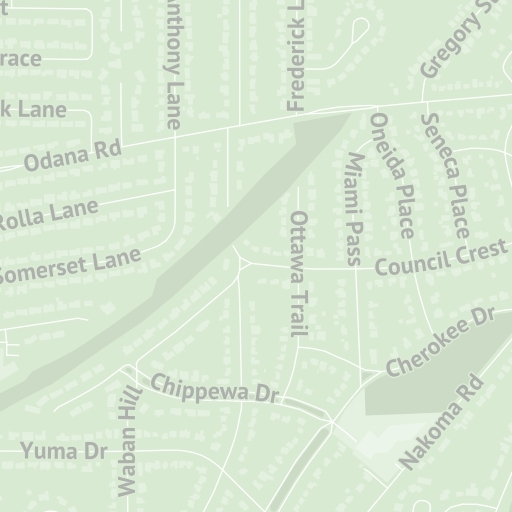 t
race
k Lane
Anthony Lane
Frederick L
Gregory S
Odana Rd
Rolla Lane
Somerset Lane
Oneida Place
Seneca Place
Miami Pass
Ottawa Trail
Council Crest
Cherokee Dr
Chippewa Dr
Waban Hill
Nakoma Rd
Yuma Dr